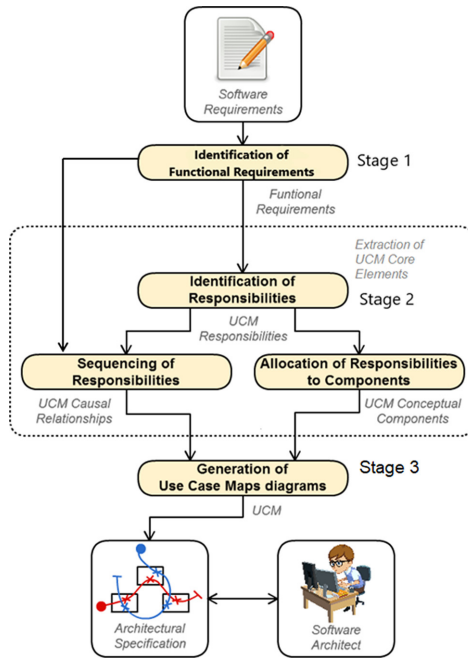 Software
Requirements
Identification of
Functional Requirements
Stage 1
Funtional
Requirements
Extraction of
UCM Core
Elements
Identification of
Responsibilities
Stage 2
UCM
Responsibilities
Sequencing of
Responsibilities
Allocation of Responsibilities
to Components
UCM Causal
Relationships
UCM Conceptual
Components
Generation of
Use Case Maps diagrams
Stage 3
UCM
Architectural
Specification
Software
Architect